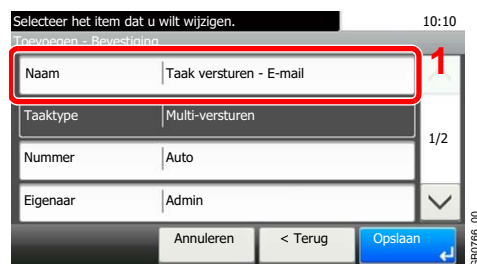 Selecteer het item dat u wilt wijzigen. 10:10
Toevoegen - Bevestiging
Naam Taak versturen - E-mail
1
Taaktype Multi-versturen
1/2
Nummer Auto
Eigenaar Admin
Annuleren < Terug Opslaan
GB0766_00